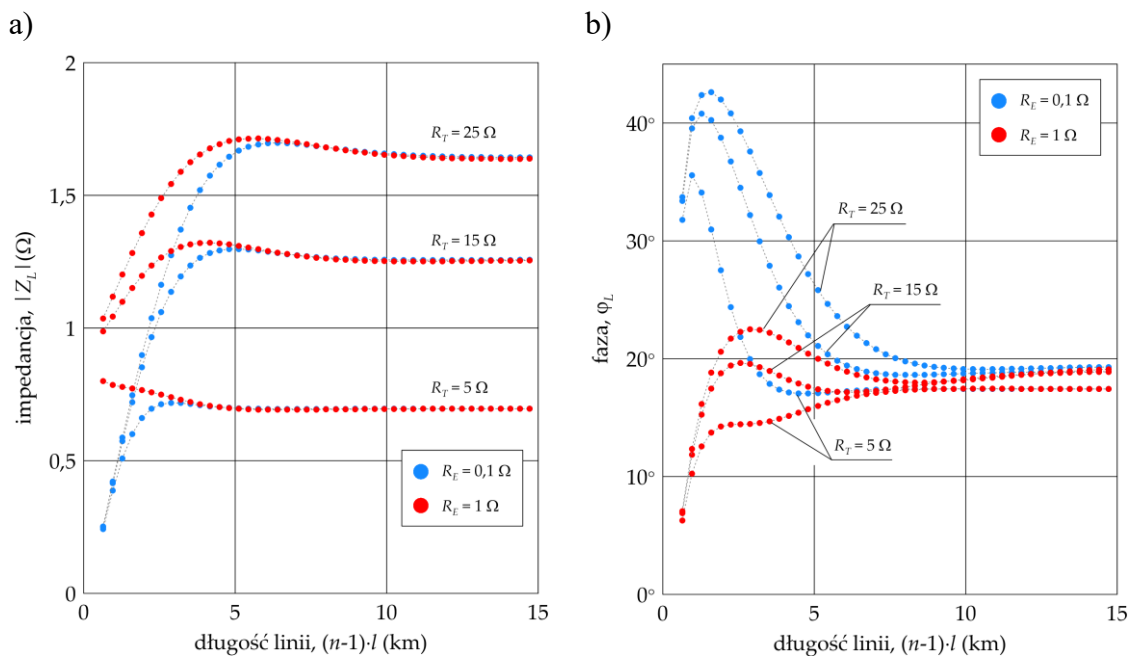 a)
2
1,5
1
0,5
0
impedancja, |Z_L| (Ω)
R_T = 25 Ω
R_T = 15 Ω
R_T = 5 Ω
R_E = 0,1 Ω
R_E = 1 Ω
0 5 10 15
długość linii, (n-1)·l (km)
b)
40°
30°
20°
10°
0°
faza, φ_L
R_E = 0,1 Ω
R_E = 1 Ω
R_T = 25 Ω
R_T = 15 Ω
R_T = 5 Ω
0 5 10 15
długość linii, (n-1)·l (km)